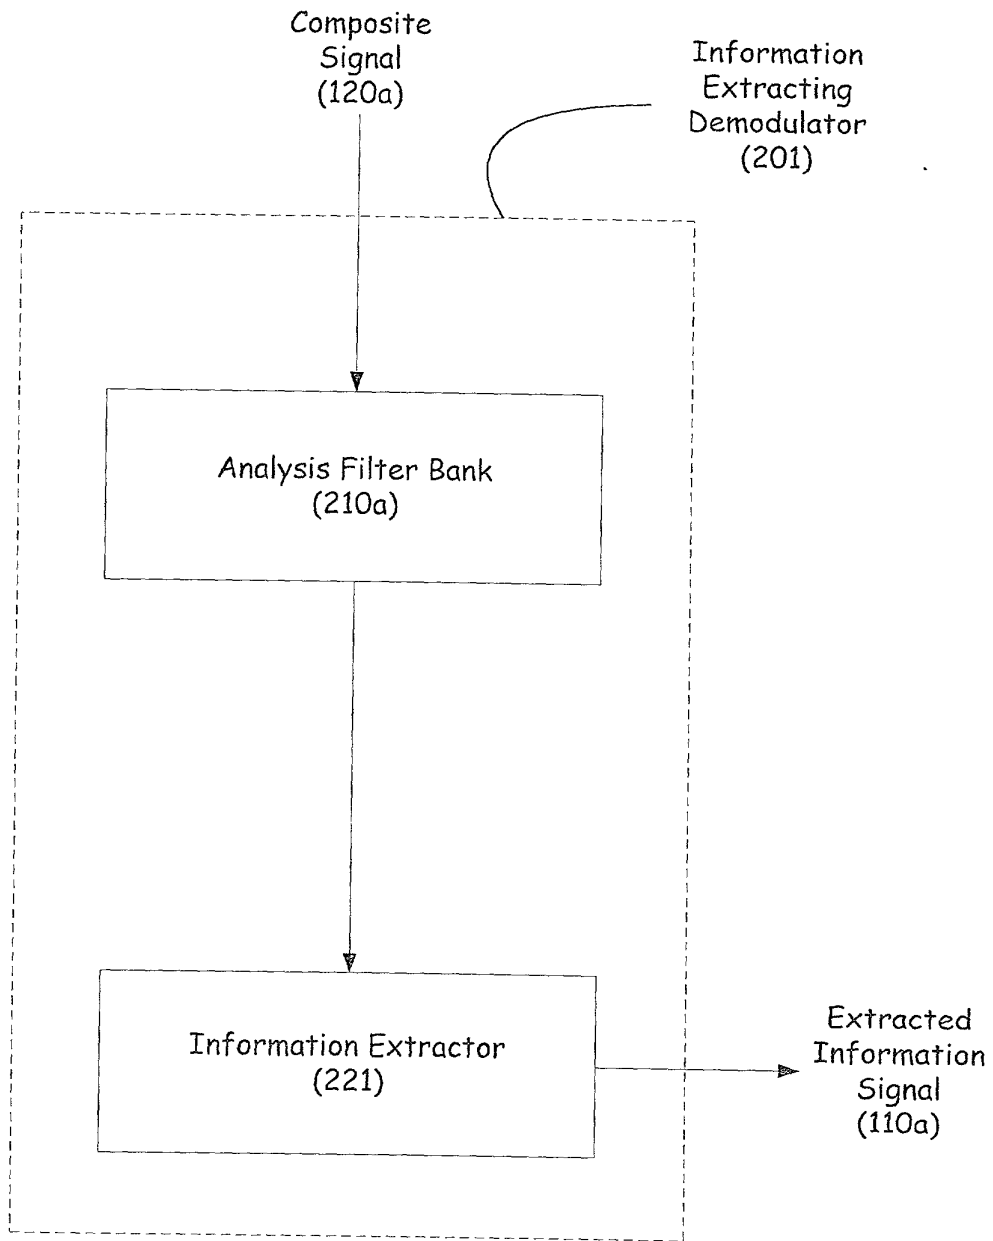 Composite
Signal
(120a)
Information
Extracting
Demodulator
(201)
Analysis Filter Bank
(210a)
Information Extractor
(221)
Extracted
Information
Signal
(110a)